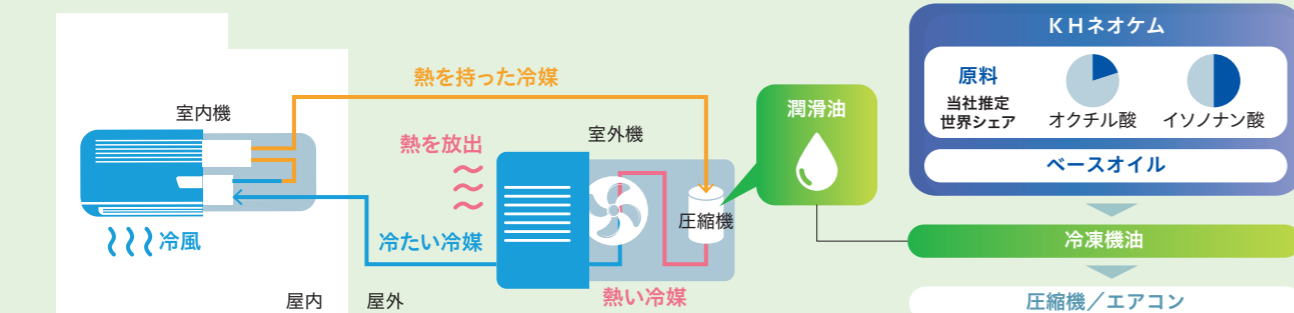 熱を持った冷媒
室内機
熱を放出
室外機
圧縮機
冷風
冷たい冷媒
熱い冷媒
屋内
屋外
潤滑油
KHネオケム
原料
当社推定
世界シェア
オクチル酸
イソノナン酸
ベースオイル
冷凍機油
圧縮機/エアコン